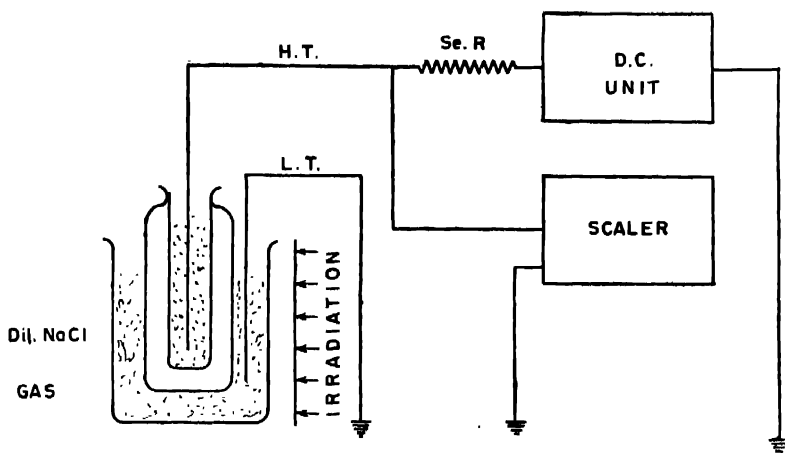 Se. R
H.T.
D.C.
UNIT
L.T.
SCALER
IRRADIATION
Dil. NaCl
GAS